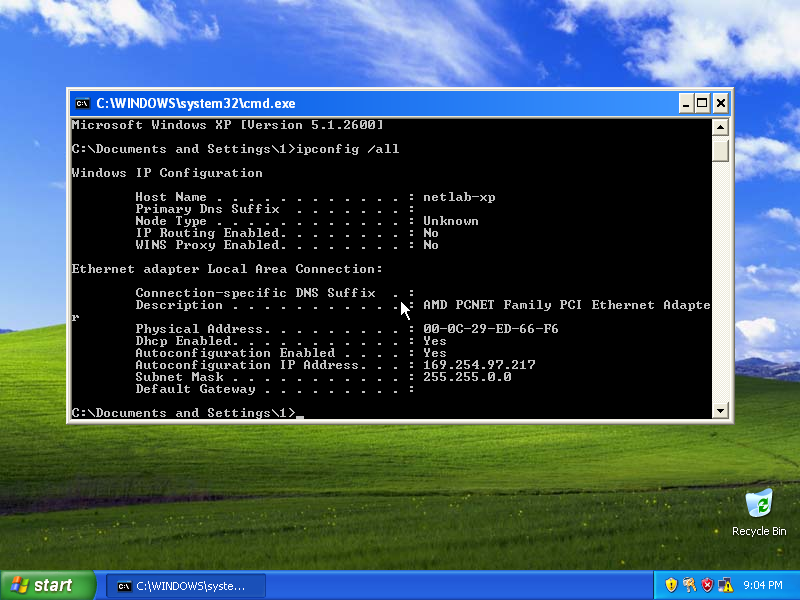 C:\WINDOWS\system32\cmd.exe
Microsoft Windows XP [Version 5.1.2600]
C:\Documents and Settings\1>ipconfig /all
Windows IP Configuration
Host Name . . . . . . . . . . . . : netlab-xp
Primary Dns Suffix  . . . . . . . :
Node Type . . . . . . . . . . . . : Unknown
IP Routing Enabled. . . . . . . . : No
WINS Proxy Enabled. . . . . . . . : No
Ethernet adapter Local Area Connection:
Connection-specific DNS Suffix  . :
Description . . . . . . . . . . . : AMD PCNET Family PCI Ethernet Adapte
r
Physical Address. . . . . . . . . : 00-0C-29-ED-66-F6
Dhcp Enabled. . . . . . . . . . . : Yes
Autoconfiguration Enabled . . . . : Yes
Autoconfiguration IP Address. . . : 169.254.97.217
Subnet Mask . . . . . . . . . . . : 255.255.0.0
Default Gateway . . . . . . . . . :
C:\Documents and Settings\1>_
Recycle Bin
start
C:\WINDOWS\syste...
9:04 PM